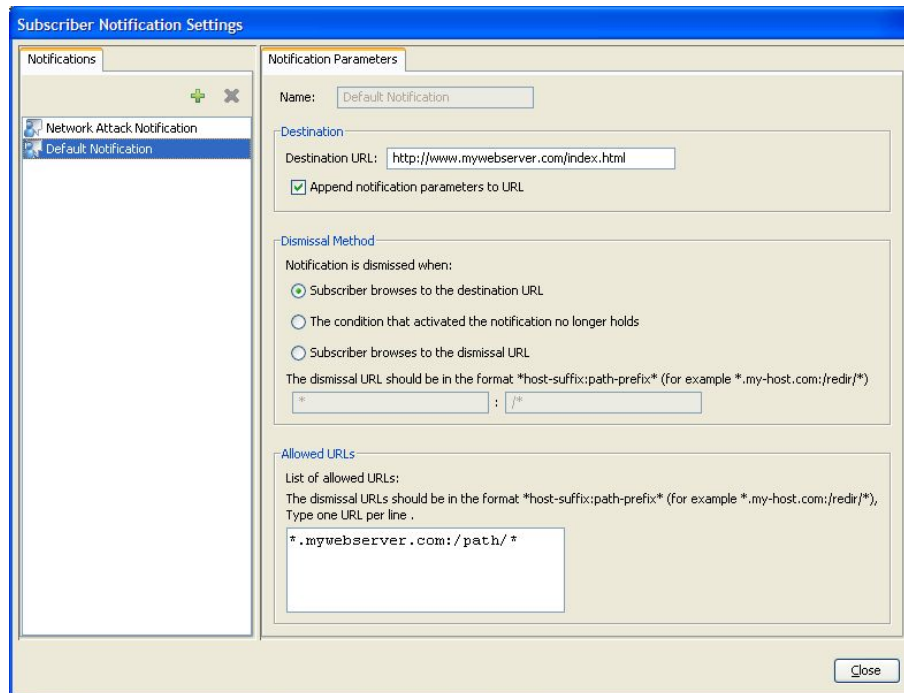 Subscriber Notification Settings
Notifications
Network Attack Notification
Default Notification
Notification Parameters
Name: Default Notification
Destination
Destination URL: http://www.mywebserver.com/index.html
Append notification parameters to URL
Dismissal Method
Notification is dismissed when:
Subscriber browses to the destination URL
The condition that activated the notification no longer holds
Subscriber browses to the dismissal URL
The dismissal URL should be in the format *host-suffix:path-prefix* (for example *.my-host.com:/redir/*)
* : /*
Allowed URLs
List of allowed URLs:
The dismissal URLs should be in the format *host-suffix:path-prefix* (for example *.my-host.com:/redir/*),
Type one URL per line .
*.mywebserver.com:/path/*
Close